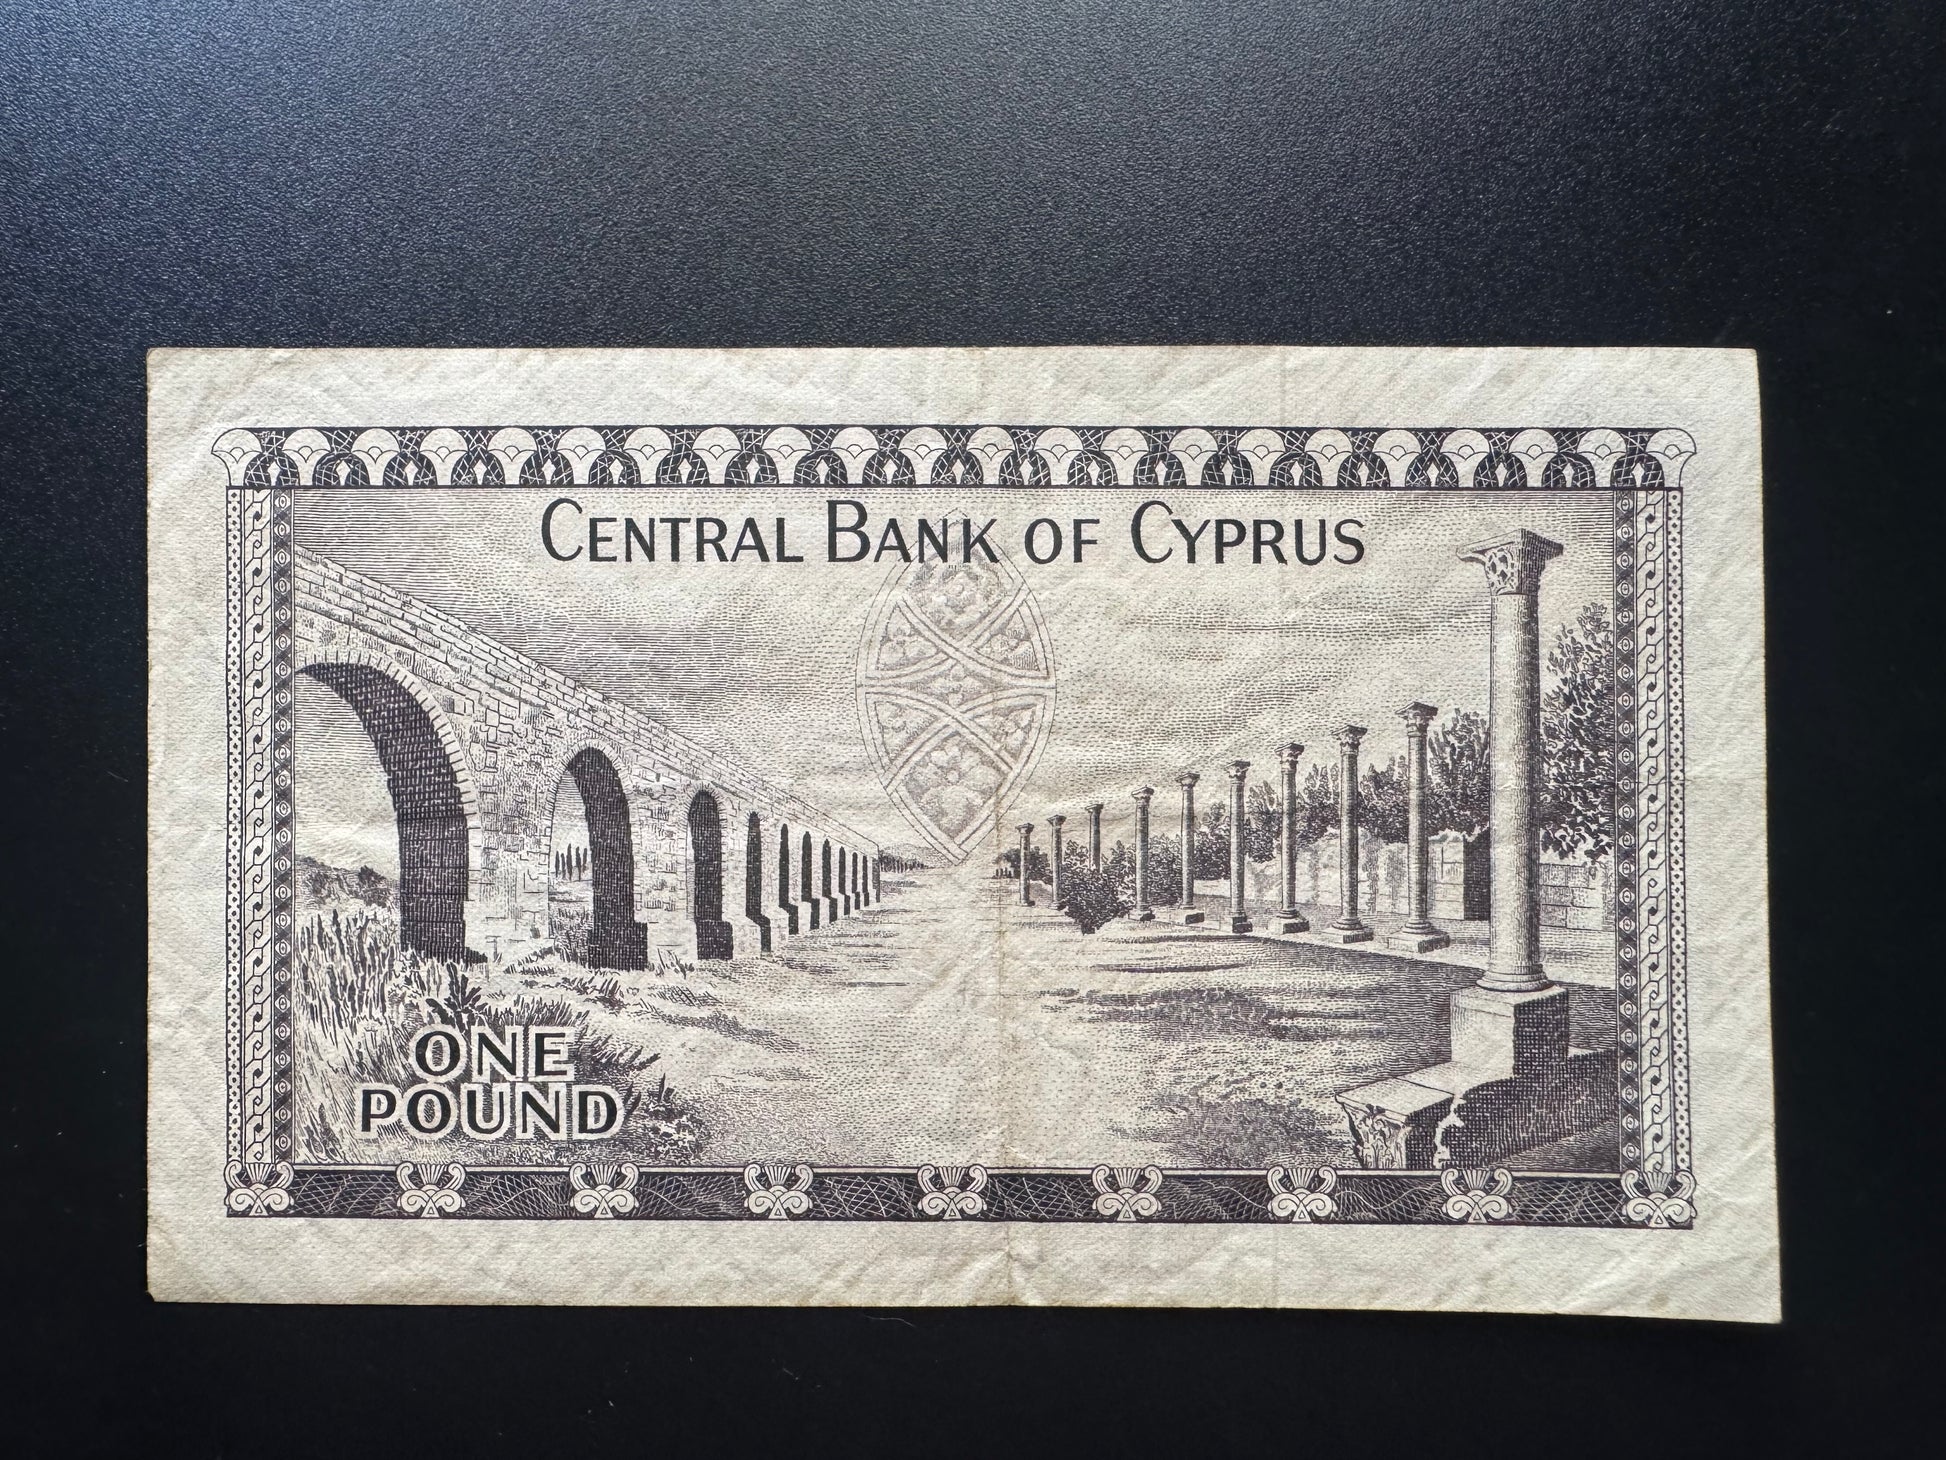 CENTRAL BANK OF CYPRUS
ONE
POUND